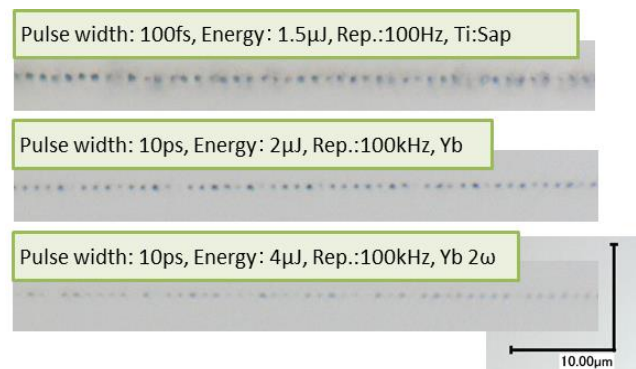 Pulse width: 100fs, Energy: 1.5µJ, Rep.:100Hz, Ti:Sap
Pulse width: 10ps, Energy: 2µJ, Rep.:100kHz, Yb
Pulse width: 10ps, Energy: 4µJ, Rep.:100kHz, Yb 2ω
10.00µm